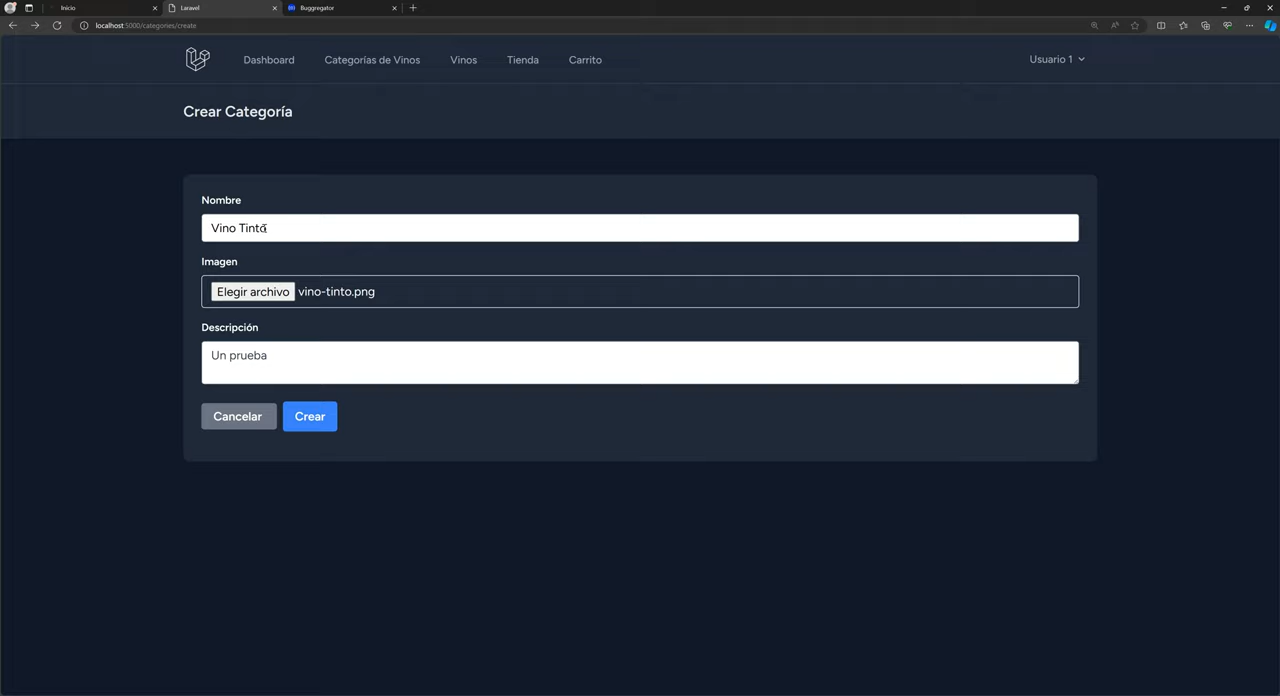 Inicio
Laravel
Buggregator
localhost:5000/categories/create
Dashboard
Categorías de Vinos
Vinos
Tienda
Carrito
Usuario 1
Crear Categoría
Nombre
Vino Tinto
Imagen
Elegir archivo vino-tinto.png
Descripción
Un prueba
Cancelar
Crear